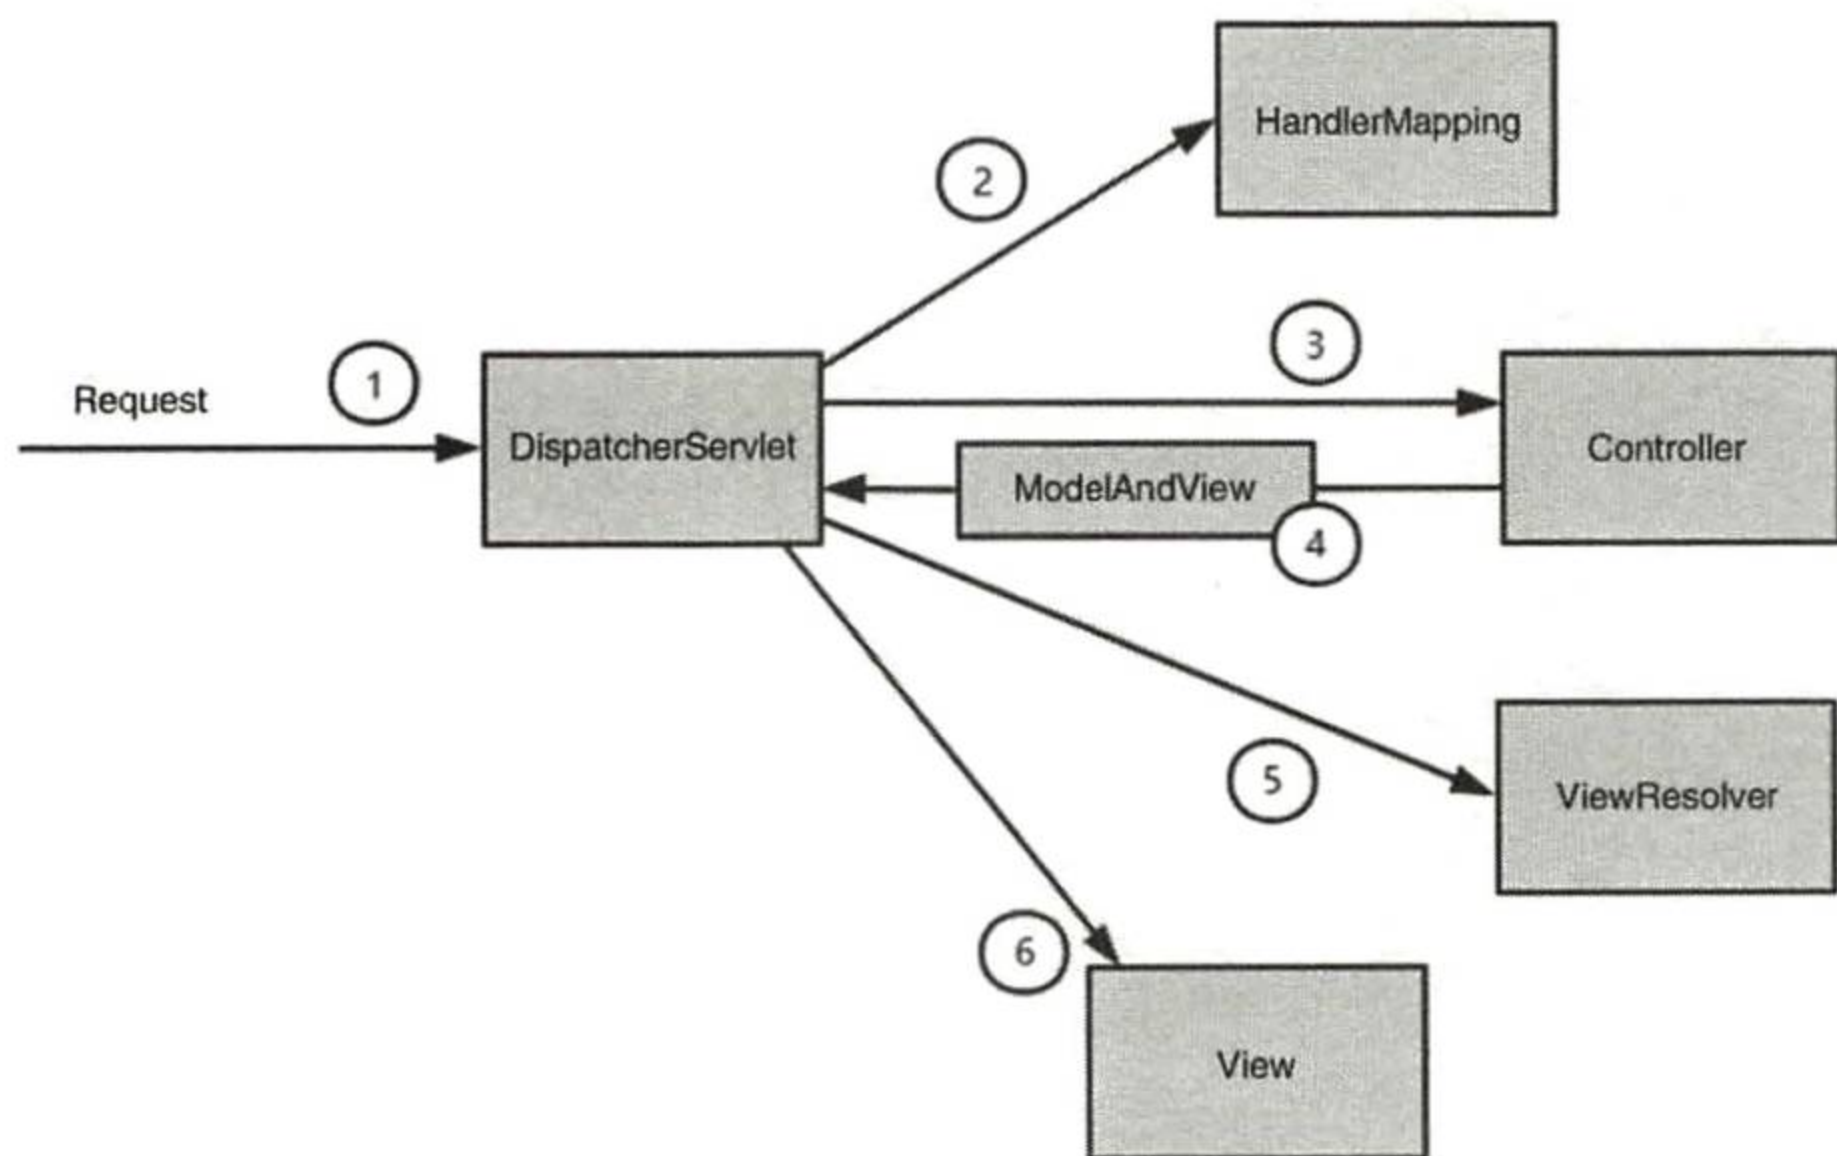 HandlerMapping
2
3
Request
1
DispatcherServlet
Controller
ModelAndView
4
5
ViewResolver
6
View